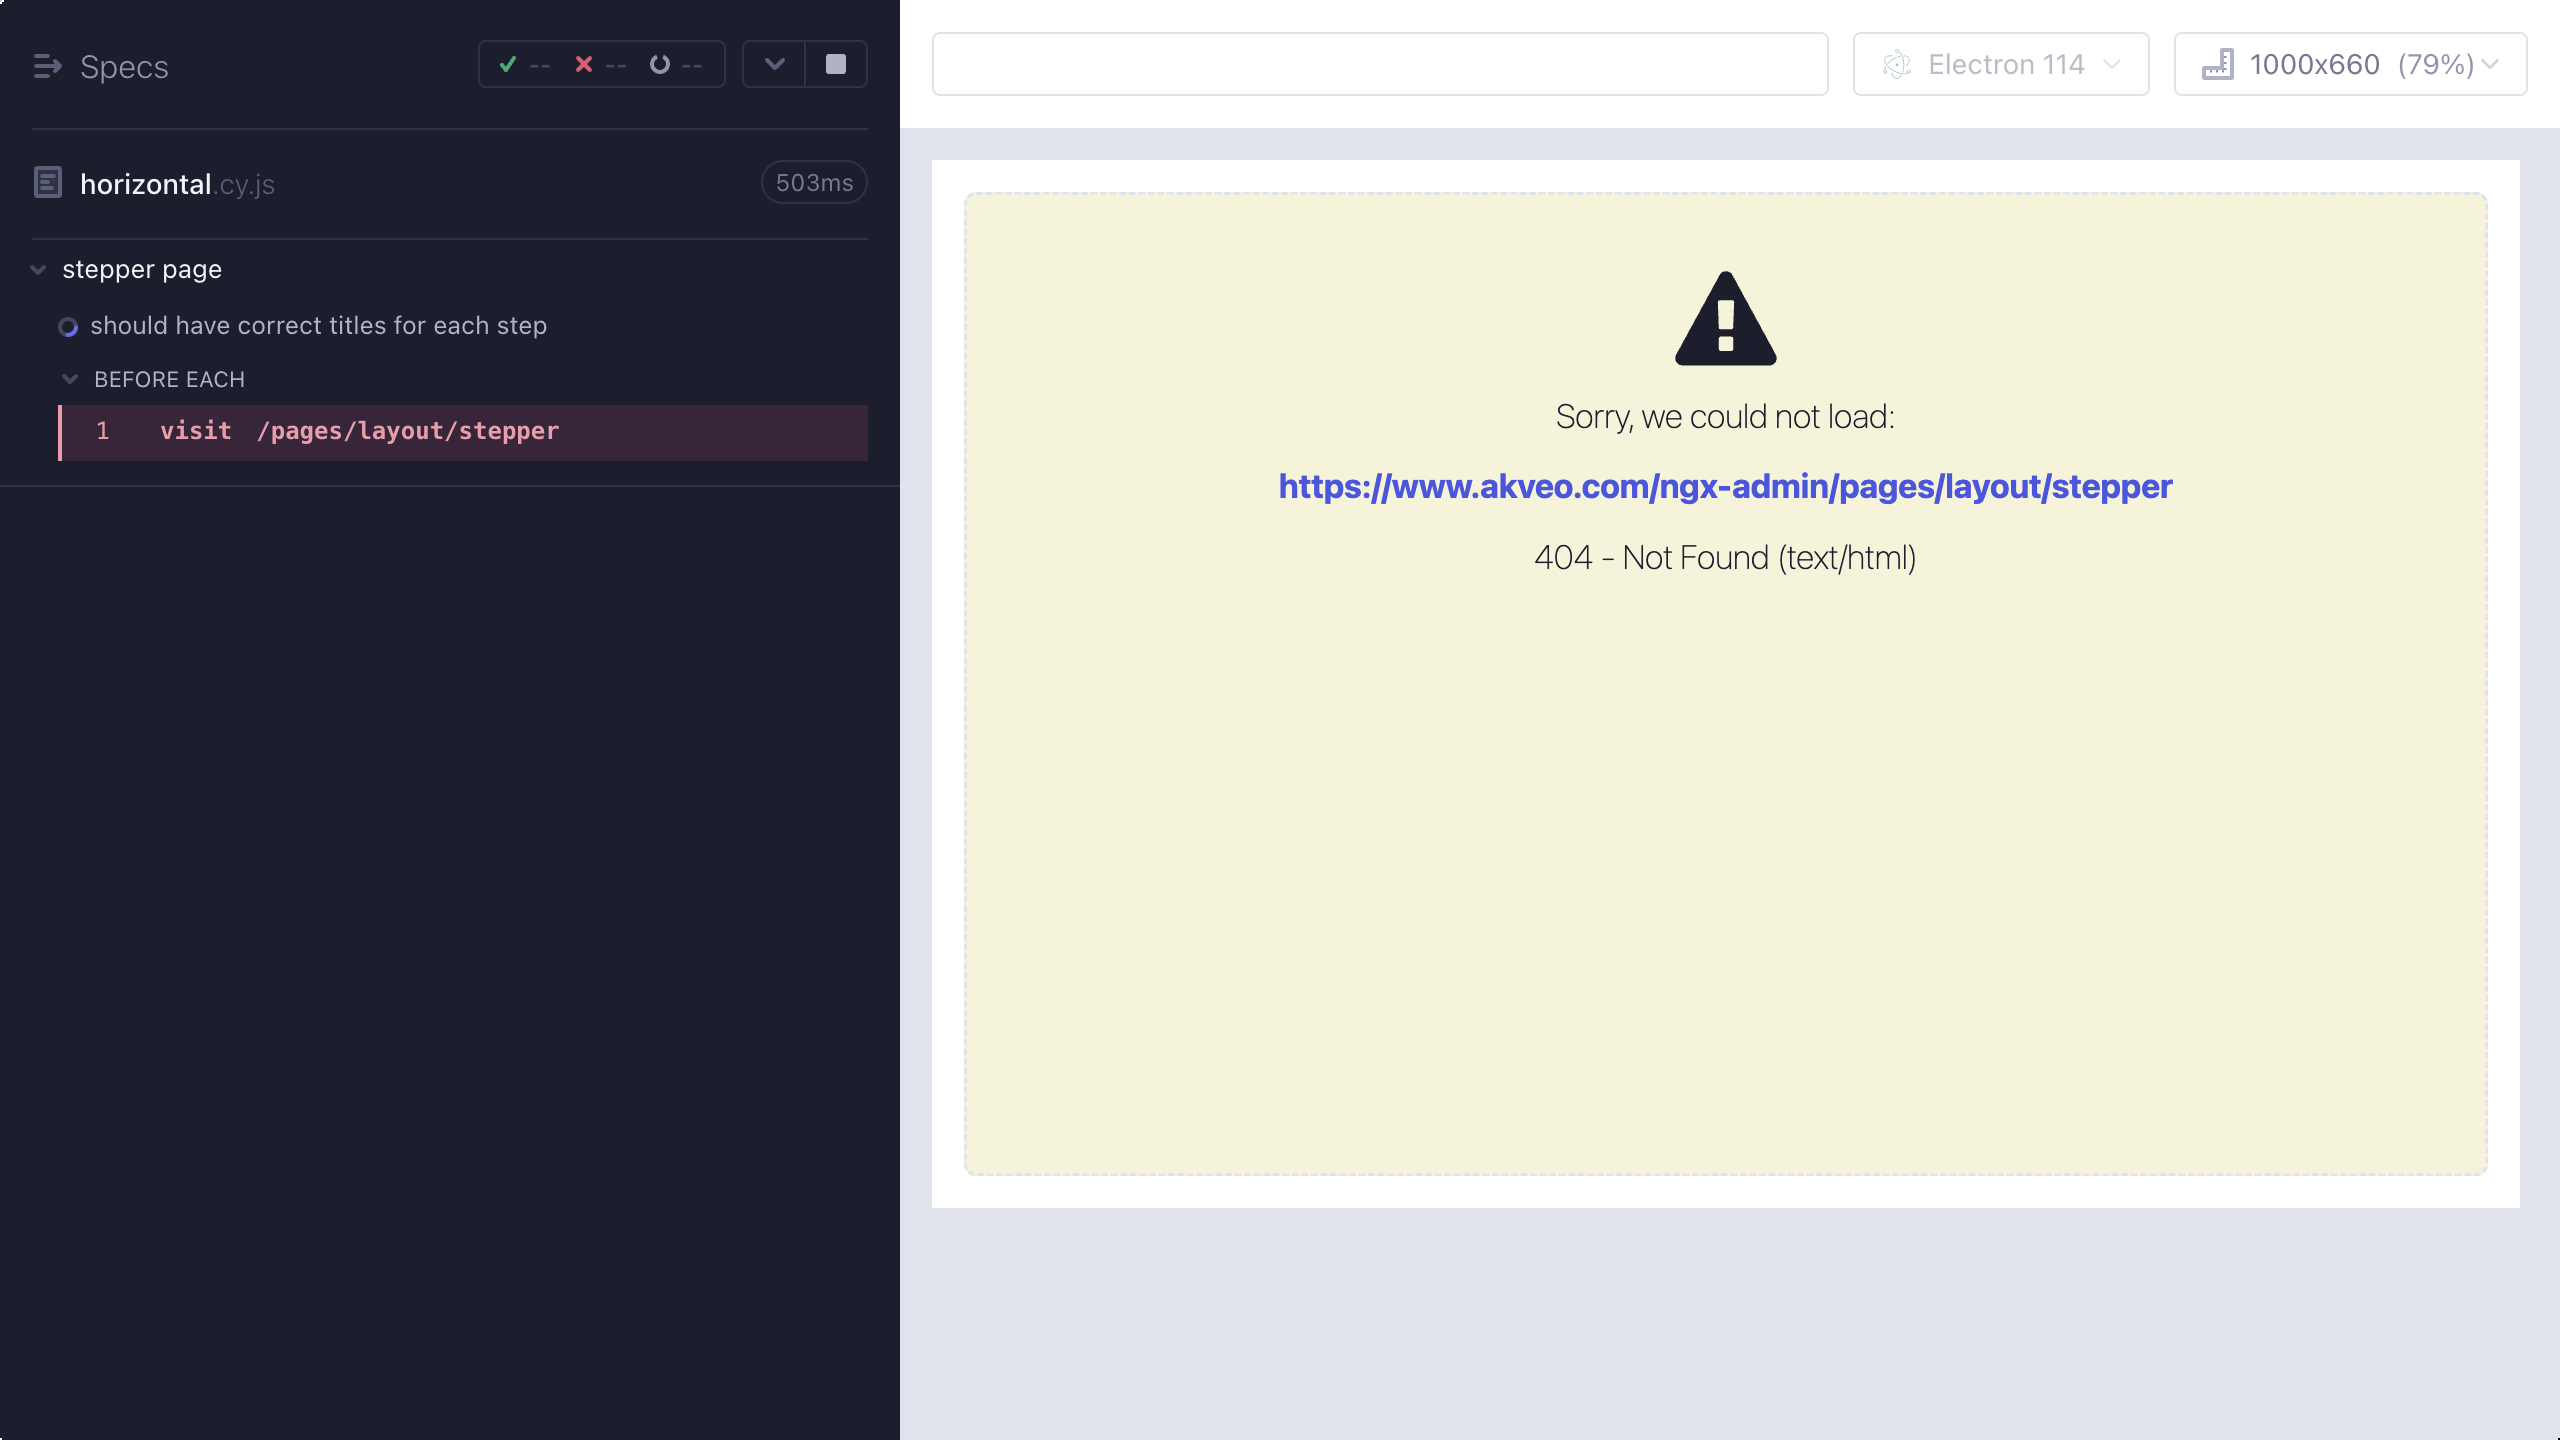 Specs
-- -- --
horizontal.cy.js
503ms
stepper page
should have correct titles for each step
BEFORE EACH
1 visit /pages/layout/stepper
Electron 114
1000x660 (79%)
Sorry, we could not load:
https://www.akveo.com/ngx-admin/pages/layout/stepper
404 - Not Found (text/html)